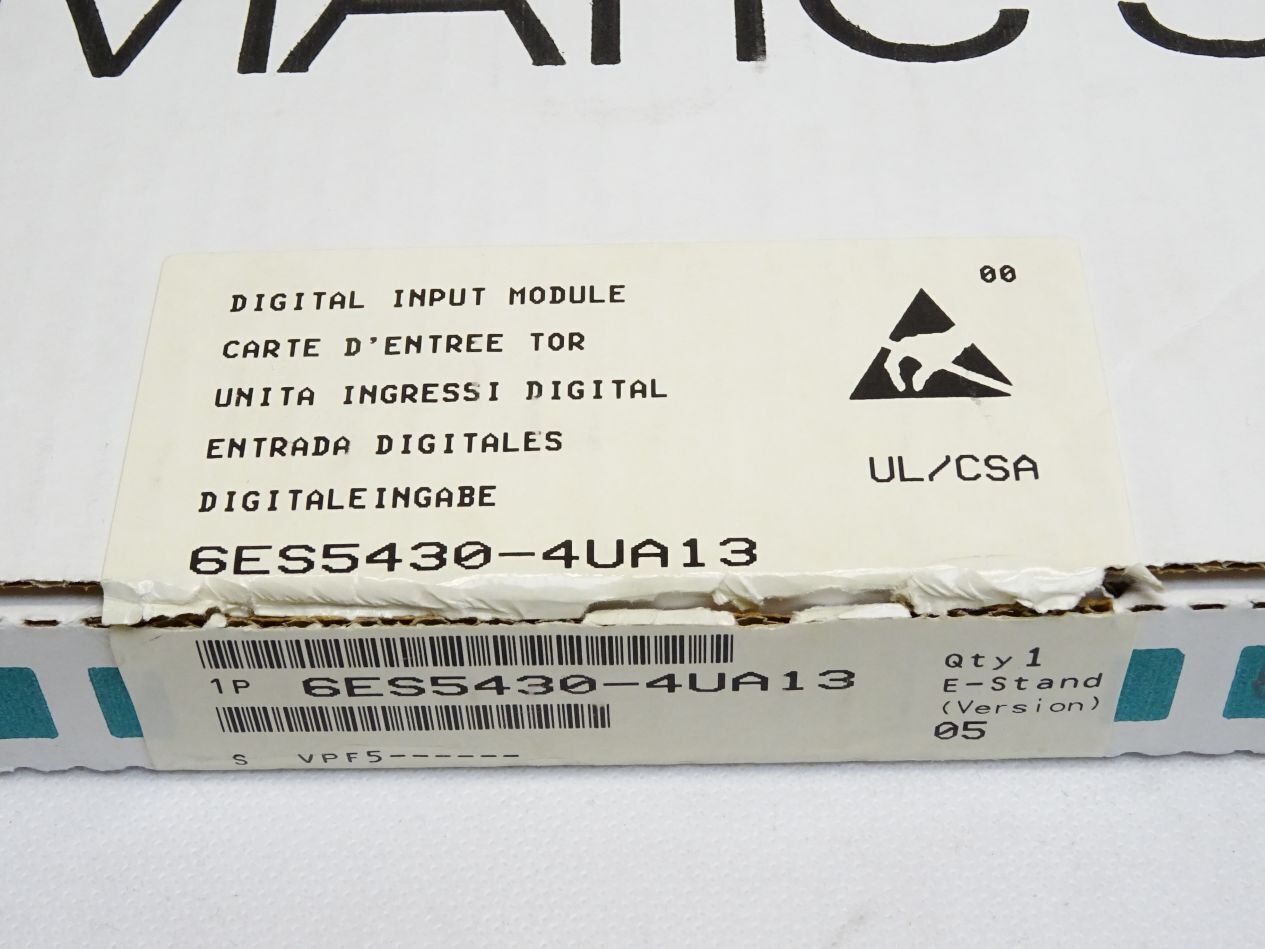 MATIC S
00
DIGITAL INPUT MODULE
CARTE D'ENTREE TOR
UNITA INGRESSI DIGITAL
ENTRADA DIGITALES
DIGITALEINGABE
UL/CSA
6ES5430-4UA13
1P 6ES5430-4UA13
Qty 1
E-Stand
(Version)
05
S VPF5------